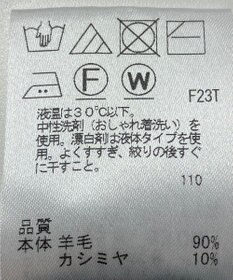 F W F23T
液温は30℃以下。
中性洗剤（おしゃれ着洗い）を
使用。漂白剤は液体タイプを使
用。よくすすぎ、絞りの後すぐ
に干すこと。
110
品質
本体 羊毛 90%
カシミヤ 10%